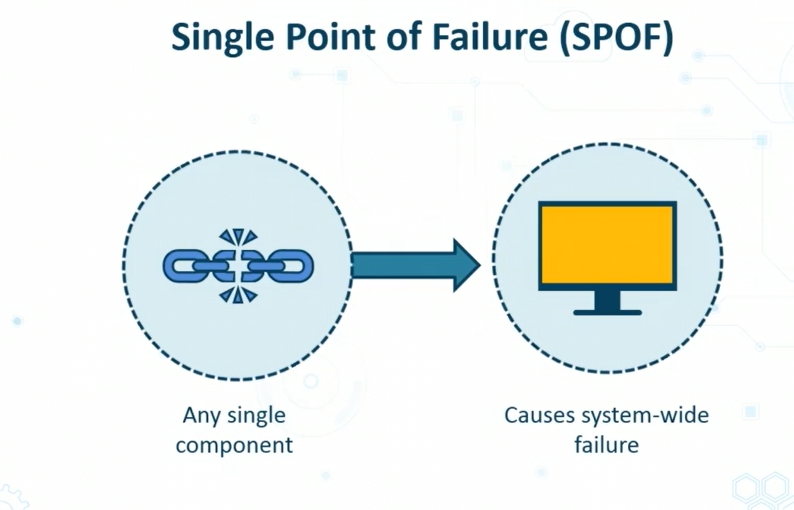 Single Point of Failure (SPOF)
Any single
component
Causes system-wide
failure